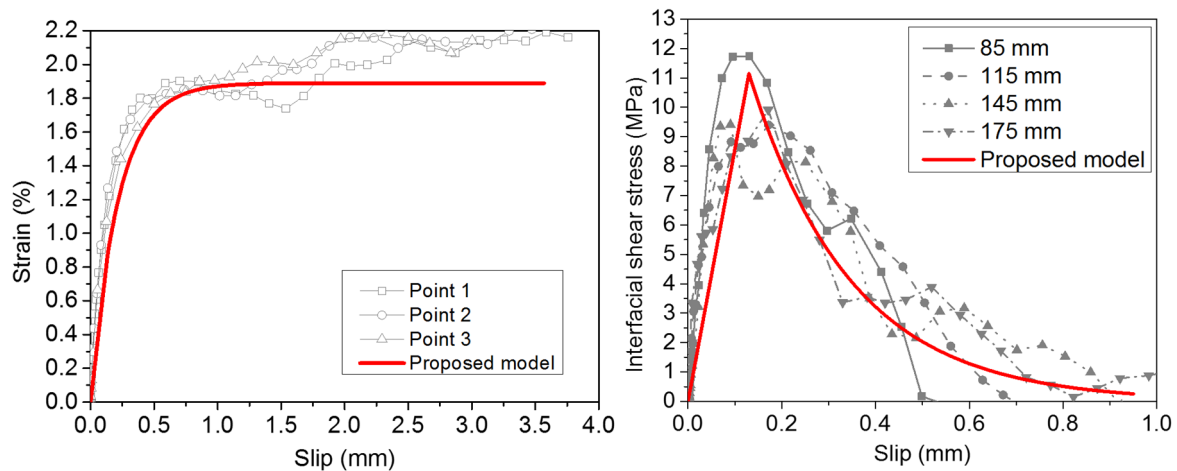 2.2
2.0
1.8
1.6
1.4
1.2
1.0
0.8
0.6
0.4
0.2
0.0
Strain (%)
Point 1
Point 2
Point 3
Proposed model
0.0 0.5 1.0 1.5 2.0 2.5 3.0 3.5 4.0
Slip (mm)
13
12
11
10
9
8
7
6
5
4
3
2
1
0
Interfacial shear stress (MPa)
85 mm
115 mm
145 mm
175 mm
Proposed model
0.0 0.2 0.4 0.6 0.8 1.0
Slip (mm)